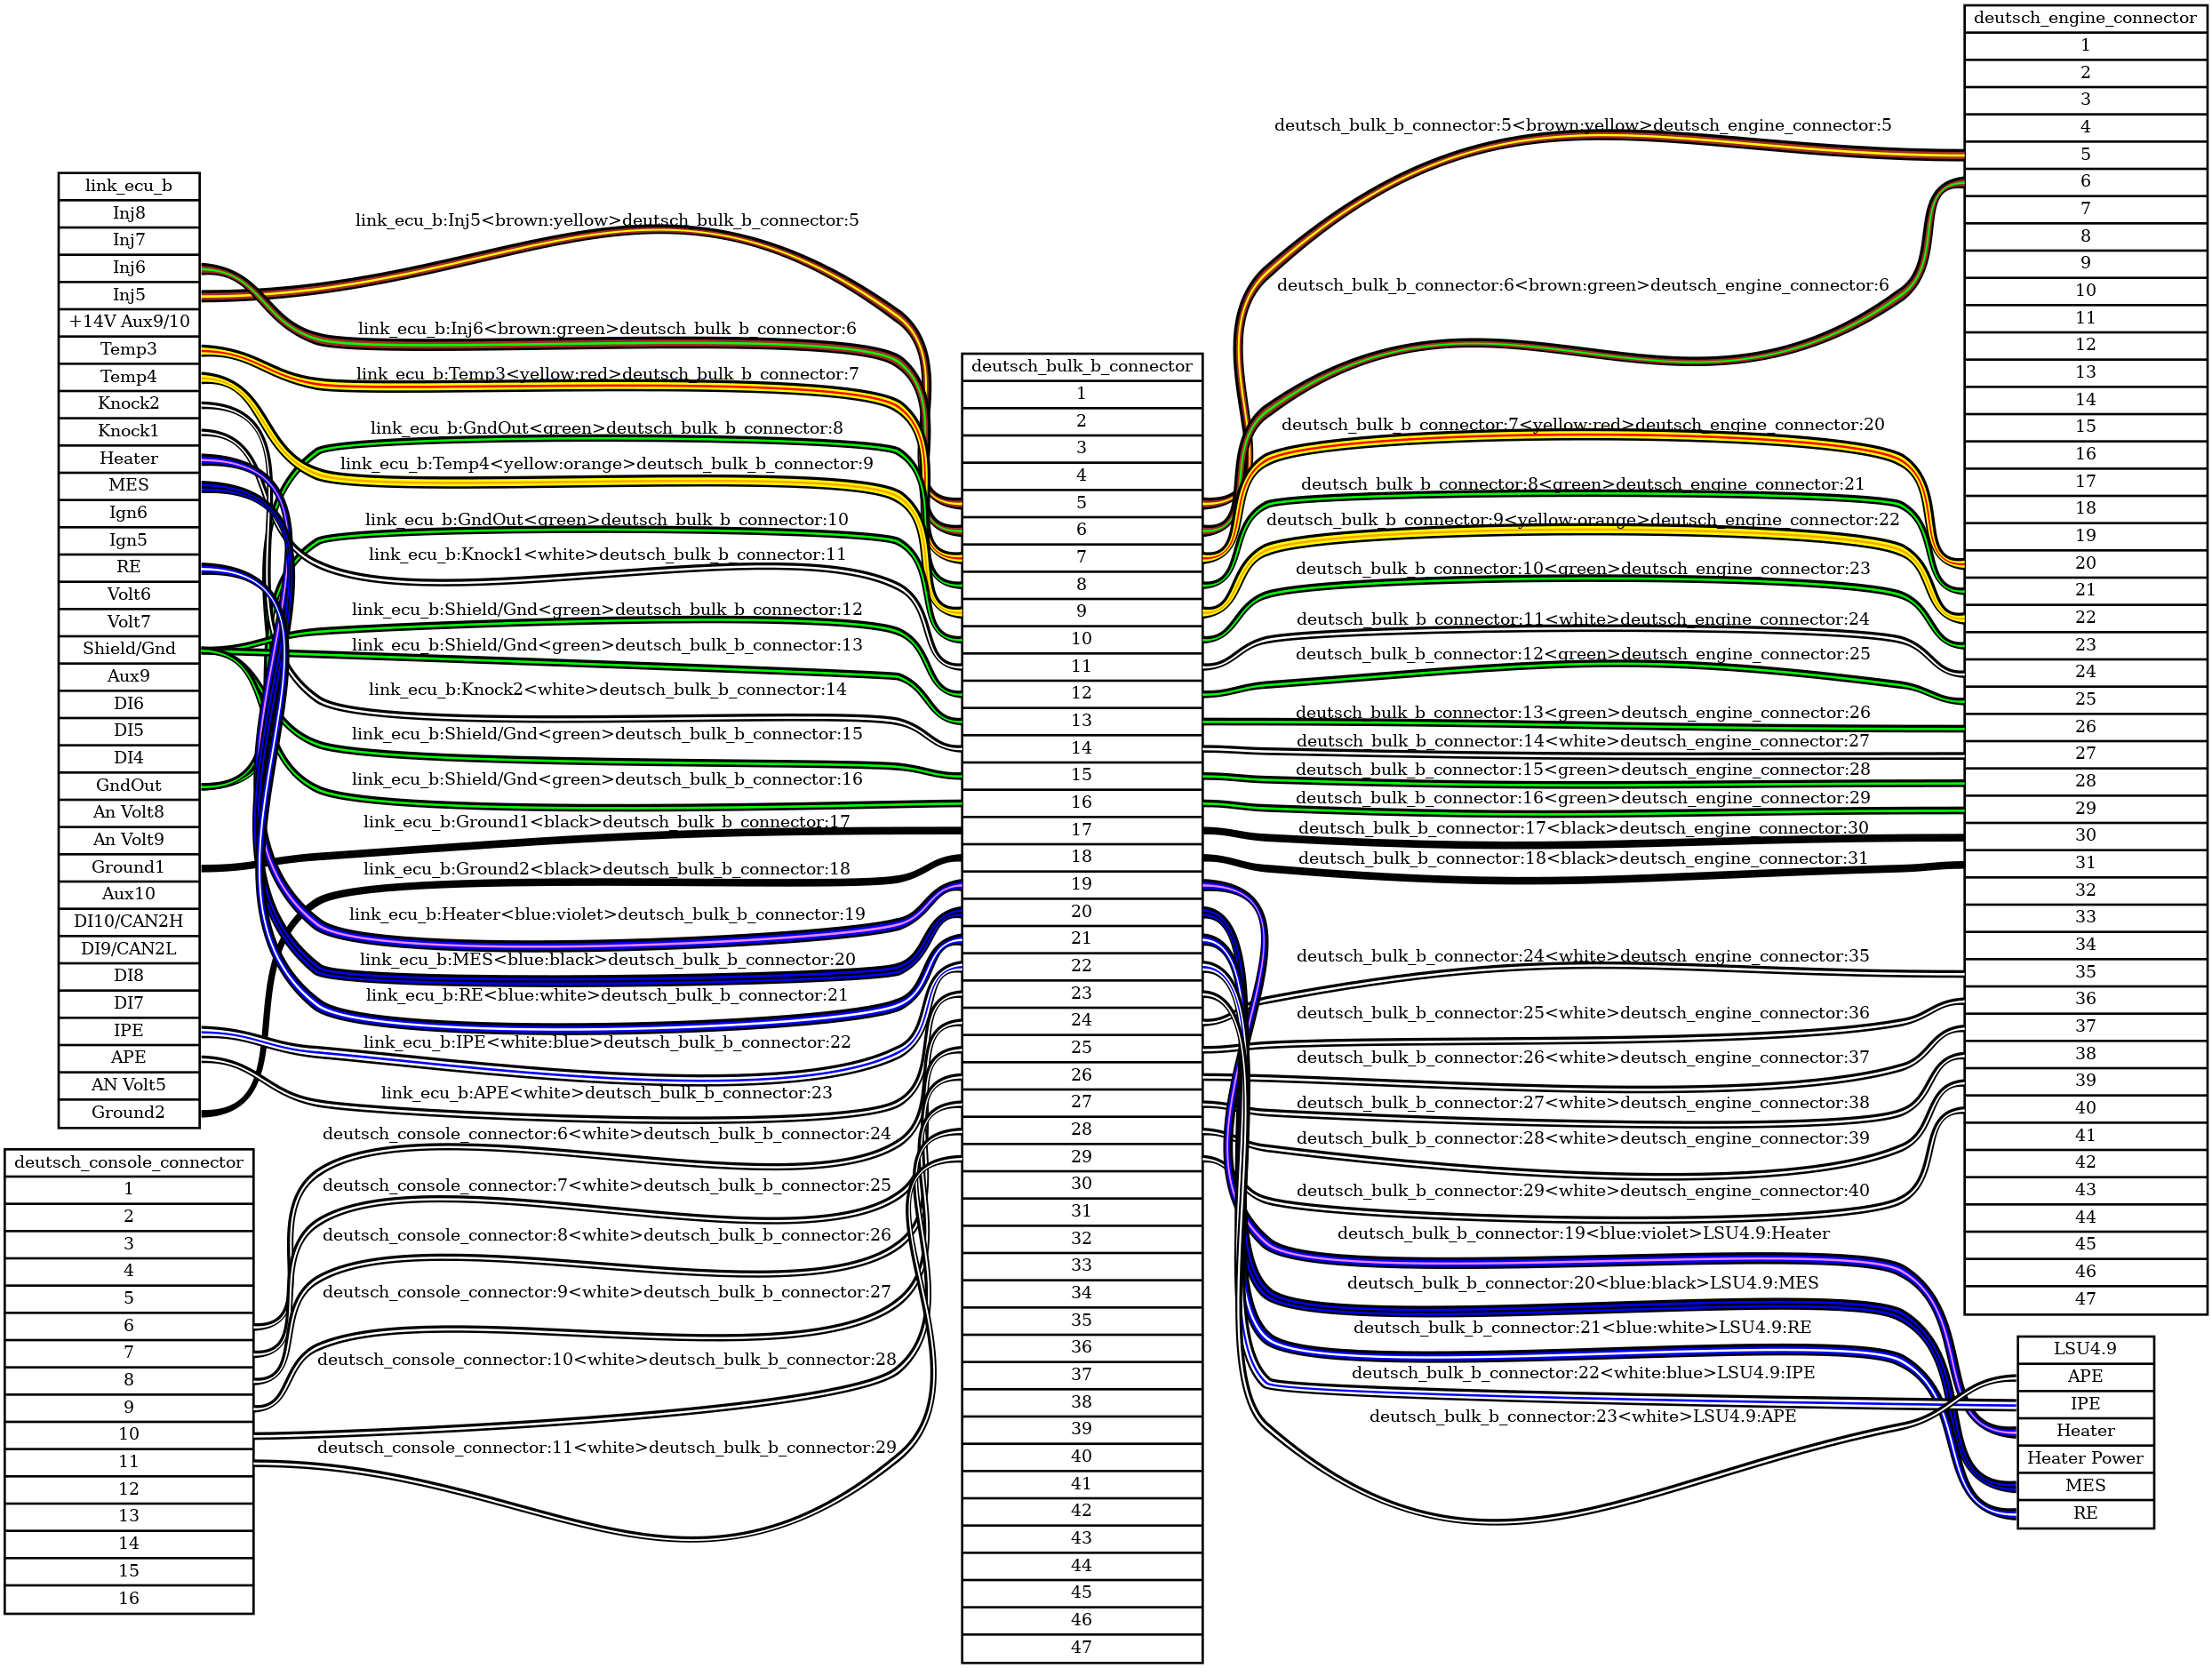 link_ecu_b
Inj8
Inj7
Inj6
Inj5
+14V Aux9/10
Temp3
Temp4
Knock2
Knock1
Heater
MES
Ign6
Ign5
RE
Volt6
Volt7
Shield/Gnd
Aux9
DI6
DI5
DI4
GndOut
An Volt8
An Volt9
Ground1
Aux10
DI10/CAN2H
DI9/CAN2L
DI8
DI7
IPE
APE
AN Volt5
Ground2
deutsch_console_connector
1
2
3
4
5
6
7
8
9
10
11
12
13
14
15
16
link_ecu_b:Inj5<brown:yellow>deutsch_bulk_b_connector:5
link_ecu_b:Inj6<brown:green>deutsch_bulk_b_connector:6
link_ecu_b:Temp3<yellow:red>deutsch_bulk_b_connector:7
link_ecu_b:GndOut<green>deutsch_bulk_b_connector:8
link_ecu_b:Temp4<yellow:orange>deutsch_bulk_b_connector:9
link_ecu_b:GndOut<green>deutsch_bulk_b_connector:10
link_ecu_b:Knock1<white>deutsch_bulk_b_connector:11
link_ecu_b:Shield/Gnd<green>deutsch_bulk_b_connector:12
link_ecu_b:Shield/Gnd<green>deutsch_bulk_b_connector:13
link_ecu_b:Knock2<white>deutsch_bulk_b_connector:14
link_ecu_b:Shield/Gnd<green>deutsch_bulk_b_connector:15
link_ecu_b:Shield/Gnd<green>deutsch_bulk_b_connector:16
link_ecu_b:Ground1<black>deutsch_bulk_b_connector:17
link_ecu_b:Ground2<black>deutsch_bulk_b_connector:18
link_ecu_b:Heater<blue:violet>deutsch_bulk_b_connector:19
link_ecu_b:MES<blue:black>deutsch_bulk_b_connector:20
link_ecu_b:RE<blue:white>deutsch_bulk_b_connector:21
link_ecu_b:IPE<white:blue>deutsch_bulk_b_connector:22
link_ecu_b:APE<white>deutsch_bulk_b_connector:23
deutsch_console_connector:6<white>deutsch_bulk_b_connector:24
deutsch_console_connector:7<white>deutsch_bulk_b_connector:25
deutsch_console_connector:8<white>deutsch_bulk_b_connector:26
deutsch_console_connector:9<white>deutsch_bulk_b_connector:27
deutsch_console_connector:10<white>deutsch_bulk_b_connector:28
deutsch_console_connector:11<white>deutsch_bulk_b_connector:29
deutsch_bulk_b_connector
1
2
3
4
5
6
7
8
9
10
11
12
13
14
15
16
17
18
19
20
21
22
23
24
25
26
27
28
29
30
31
32
33
34
35
36
37
38
39
40
41
42
43
44
45
46
47
deutsch_bulk_b_connector:5<brown:yellow>deutsch_engine_connector:5
deutsch_bulk_b_connector:6<brown:green>deutsch_engine_connector:6
deutsch_bulk_b_connector:7<yellow:red>deutsch_engine_connector:20
deutsch_bulk_b_connector:8<green>deutsch_engine_connector:21
deutsch_bulk_b_connector:9<yellow:orange>deutsch_engine_connector:22
deutsch_bulk_b_connector:10<green>deutsch_engine_connector:23
deutsch_bulk_b_connector:11<white>deutsch_engine_connector:24
deutsch_bulk_b_connector:12<green>deutsch_engine_connector:25
deutsch_bulk_b_connector:13<green>deutsch_engine_connector:26
deutsch_bulk_b_connector:14<white>deutsch_engine_connector:27
deutsch_bulk_b_connector:15<green>deutsch_engine_connector:28
deutsch_bulk_b_connector:16<green>deutsch_engine_connector:29
deutsch_bulk_b_connector:17<black>deutsch_engine_connector:30
deutsch_bulk_b_connector:18<black>deutsch_engine_connector:31
deutsch_bulk_b_connector:24<white>deutsch_engine_connector:35
deutsch_bulk_b_connector:25<white>deutsch_engine_connector:36
deutsch_bulk_b_connector:26<white>deutsch_engine_connector:37
deutsch_bulk_b_connector:27<white>deutsch_engine_connector:38
deutsch_bulk_b_connector:28<white>deutsch_engine_connector:39
deutsch_bulk_b_connector:29<white>deutsch_engine_connector:40
deutsch_bulk_b_connector:19<blue:violet>LSU4.9:Heater
deutsch_bulk_b_connector:20<blue:black>LSU4.9:MES
deutsch_bulk_b_connector:21<blue:white>LSU4.9:RE
deutsch_bulk_b_connector:22<white:blue>LSU4.9:IPE
deutsch_bulk_b_connector:23<white>LSU4.9:APE
deutsch_engine_connector
1
2
3
4
5
6
7
8
9
10
11
12
13
14
15
16
17
18
19
20
21
22
23
24
25
26
27
28
29
30
31
32
33
34
35
36
37
38
39
40
41
42
43
44
45
46
47
LSU4.9
APE
IPE
Heater
Heater Power
MES
RE